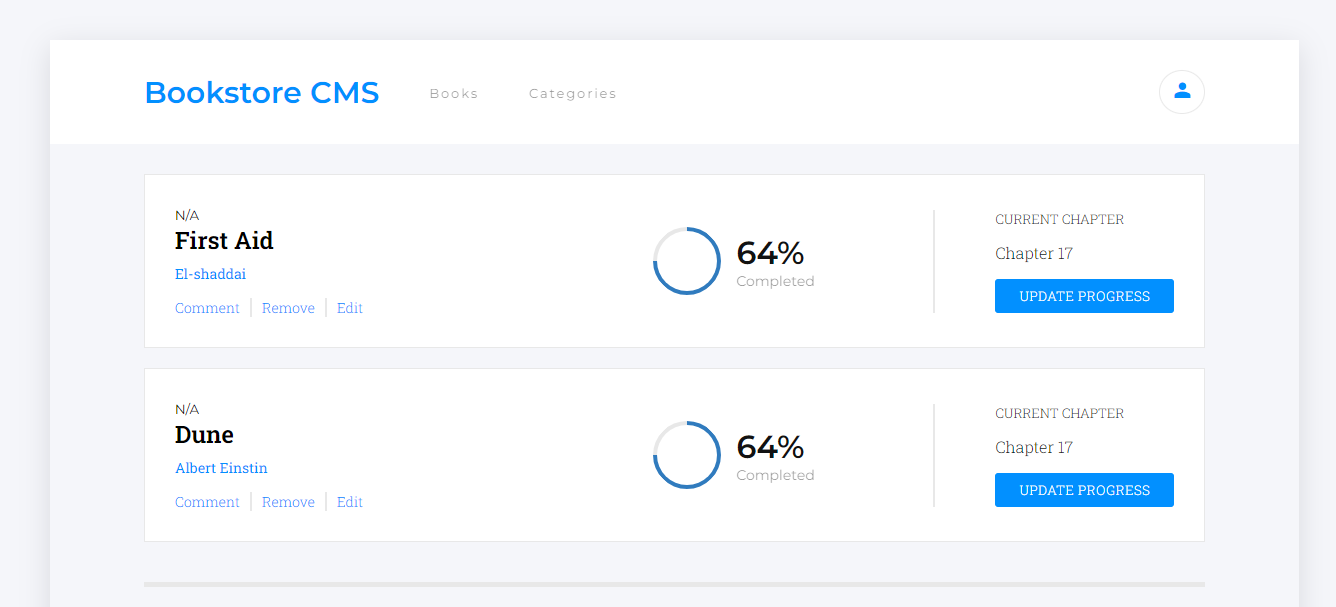 Bookstore CMS Books Categories
N/A
First Aid
El-shaddai
Comment Remove Edit
64%
Completed
CURRENT CHAPTER
Chapter 17
UPDATE PROGRESS
N/A
Dune
Albert Einstin
Comment Remove Edit
64%
Completed
CURRENT CHAPTER
Chapter 17
UPDATE PROGRESS